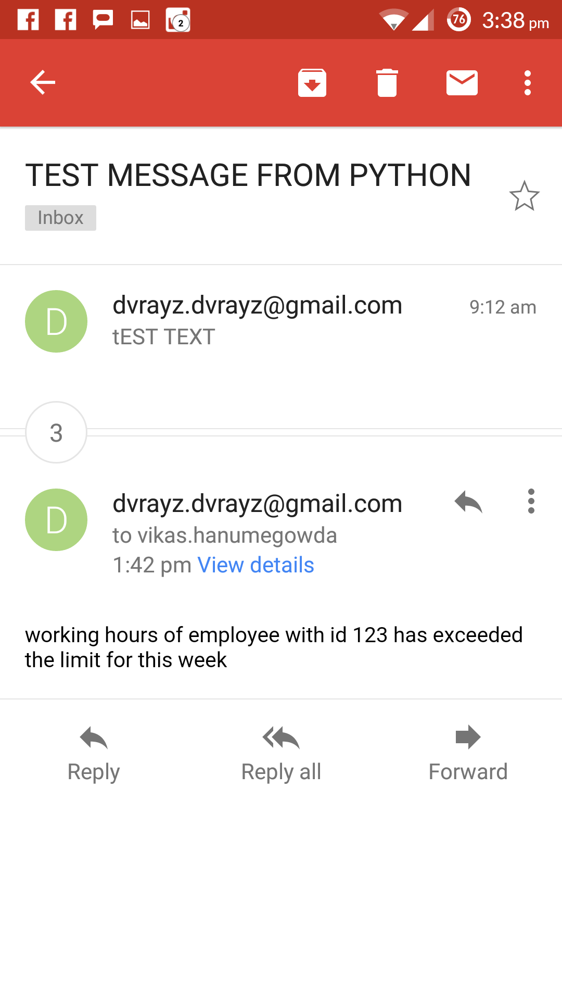 76 3:38 pm
2
TEST MESSAGE FROM PYTHON
Inbox
D
dvrayz.dvrayz@gmail.com 9:12 am
tEST TEXT
3
D
dvrayz.dvrayz@gmail.com
to vikas.hanumegowda
1:42 pm View details
working hours of employee with id 123 has exceeded
the limit for this week
Reply Reply all Forward